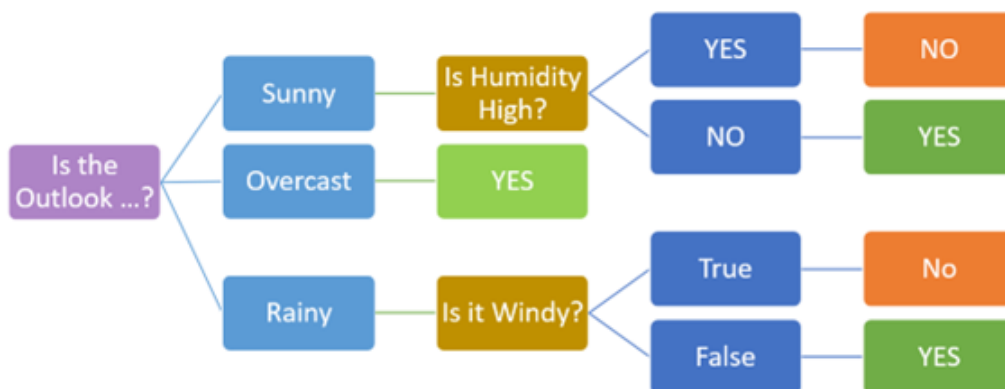 Is the
Outlook ...?
Sunny
Is Humidity
High?
YES
NO
NO
YES
Overcast
YES
Rainy
Is it Windy?
True
No
False
YES